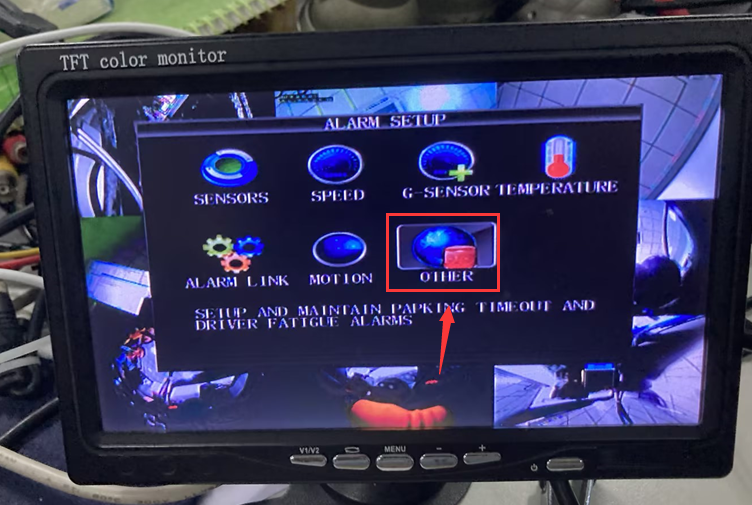 TFT color monitor
ALARM SETUP
SENSORS SPEED G-SENSOR TEMPERATURE
ALARM LINK MOTION OTHER
SETUP AND MAINTAIN PAPKING TIMEOUT AND
DRIVER FATIGUE ALARMS
V1/V2 MENU − +